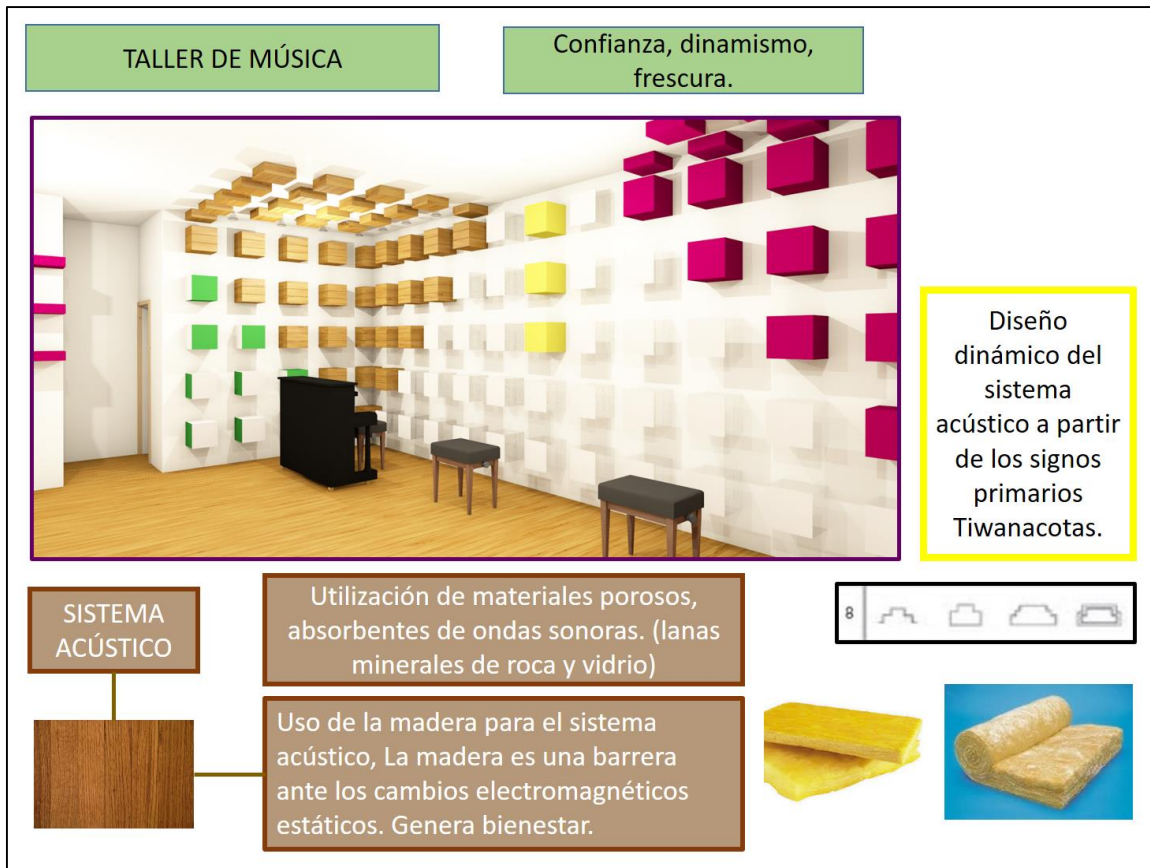 TALLER DE MÚSICA
Confianza, dinamismo,
frescura.
Diseño
dinámico del
sistema
acústico a partir
de los signos
primarios
Tiwanacotas.
SISTEMA
ACÚSTICO
Utilización de materiales porosos,
absorbentes de ondas sonoras. (lanas
minerales de roca y vidrio)
8
Uso de la madera para el sistema
acústico, La madera es una barrera
ante los cambios electromagnéticos
estáticos. Genera bienestar.